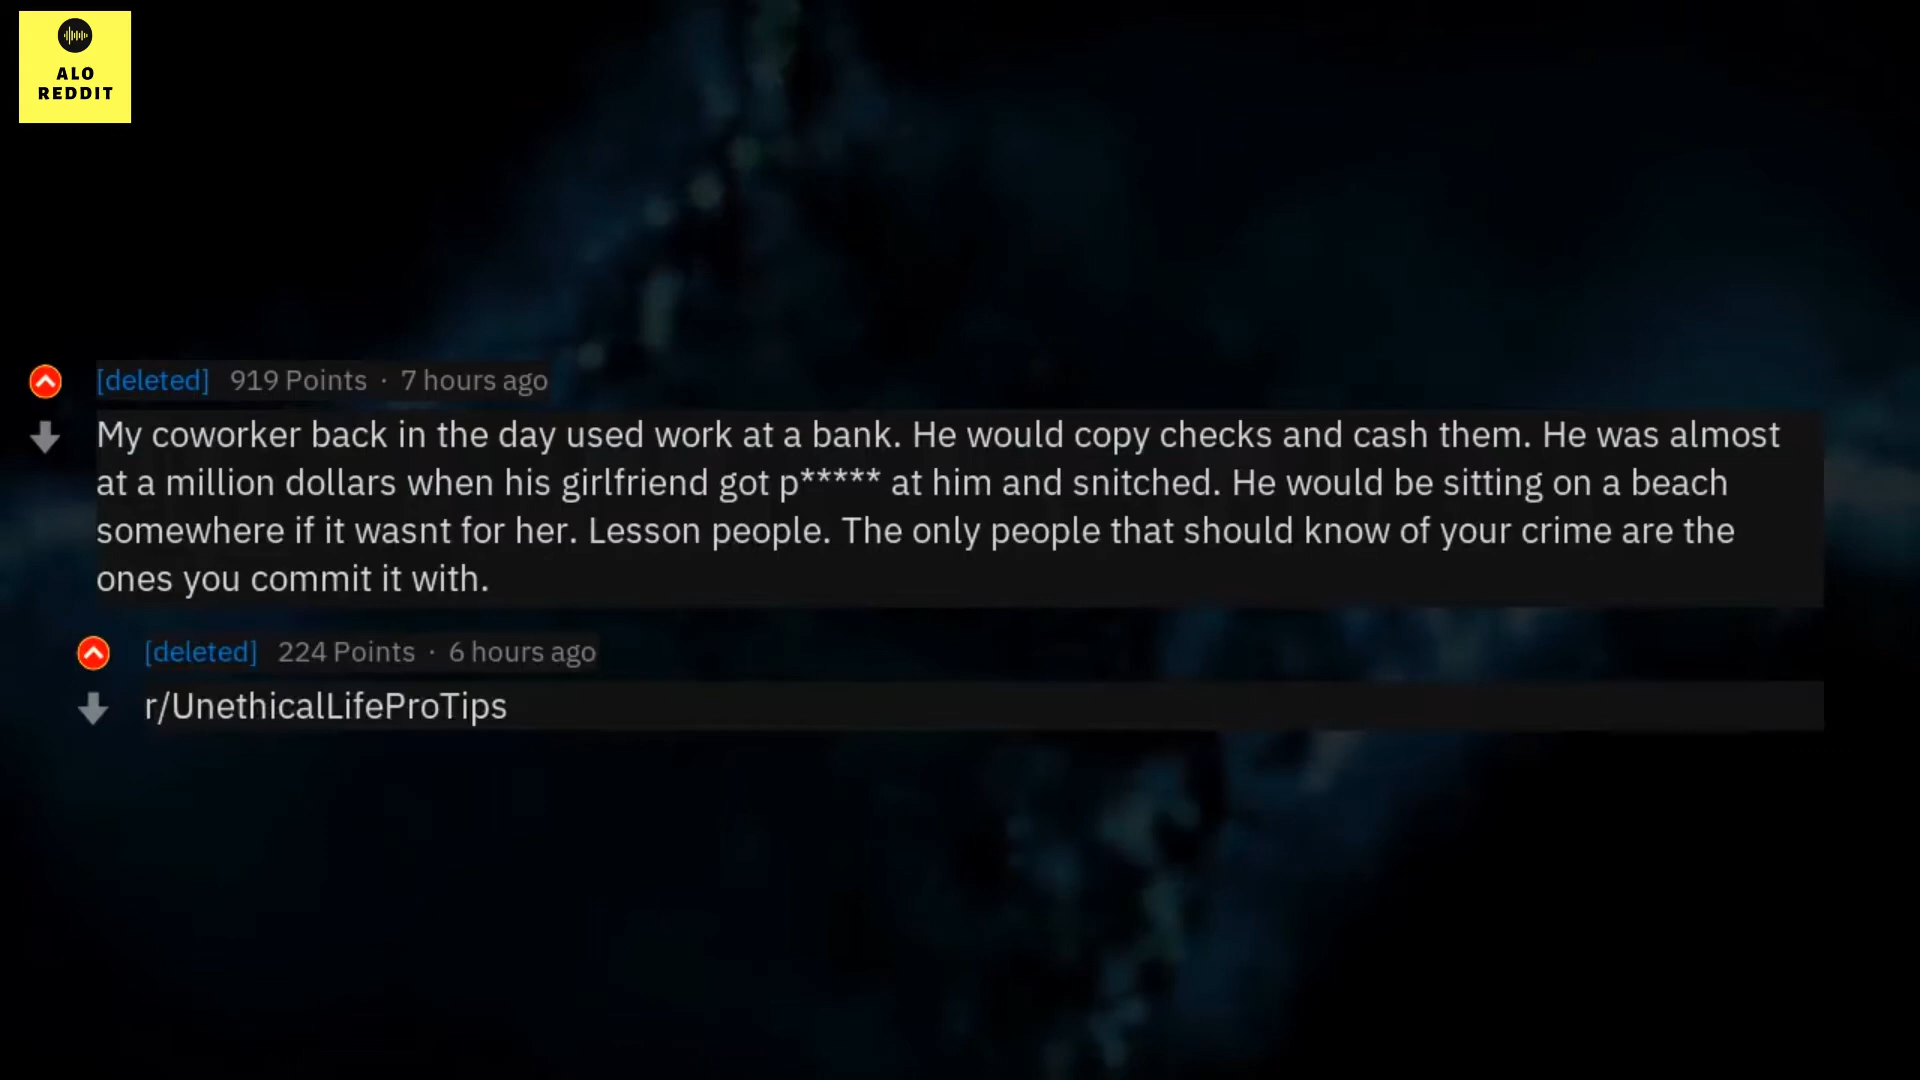 ALO
REDDIT
[deleted] 919 Points · 7 hours ago
My coworker back in the day used work at a bank. He would copy checks and cash them. He was almost
at a million dollars when his girlfriend got p***** at him and snitched. He would be sitting on a beach
somewhere if it wasnt for her. Lesson people. The only people that should know of your crime are the
ones you commit it with.
[deleted] 224 Points · 6 hours ago
r/UnethicalLifeProTips